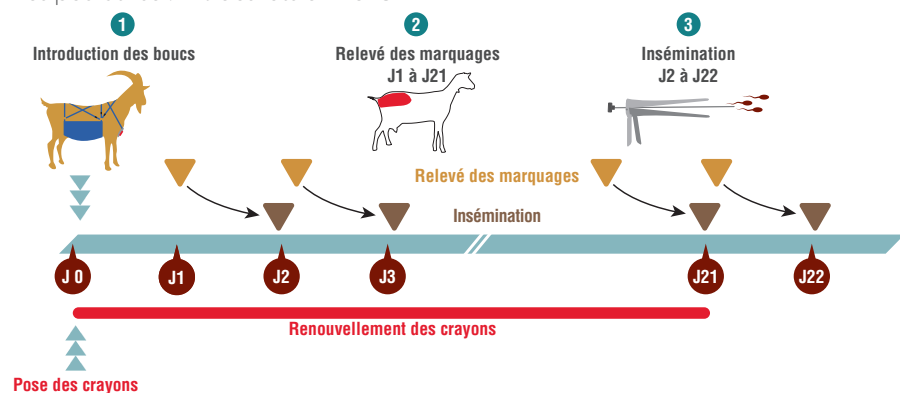 1
2
3
Introduction des boucs
Relevé des marquages
J1 à J21
Insémination
J2 à J22
Relevé des marquages
Insémination
J 0
J1
J2
J3
J21
J22
Renouvellement des crayons
Pose des crayons